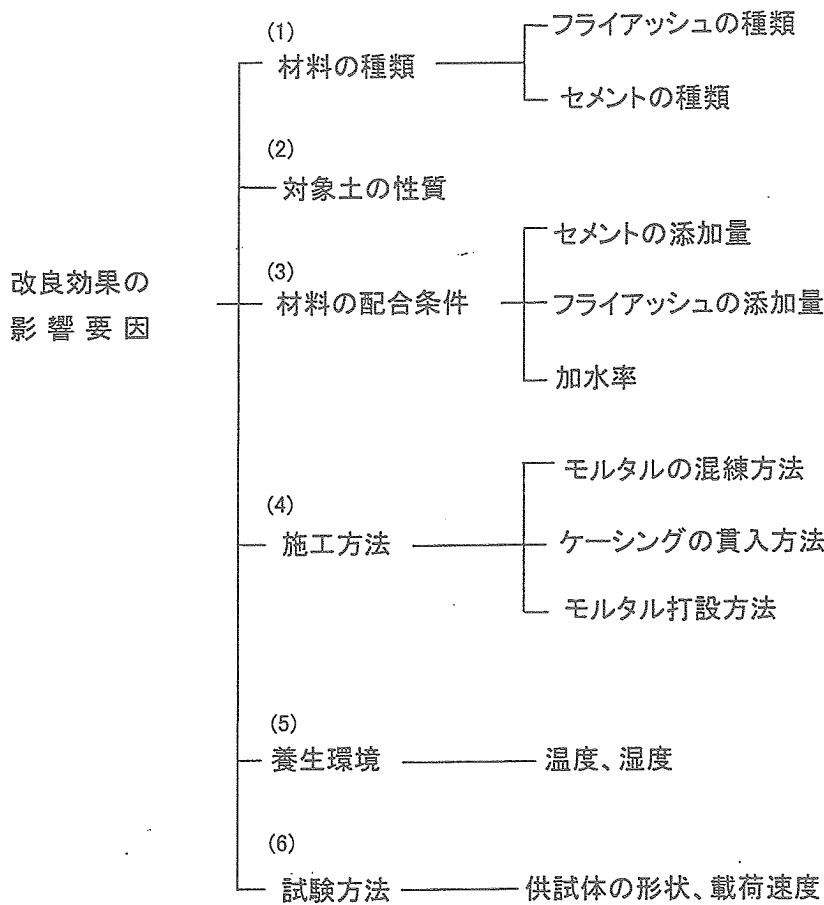 改良効果の
影響要因
(1)
材料の種類
フライアッシュの種類
セメントの種類
(2)
対象土の性質
(3)
材料の配合条件
セメントの添加量
フライアッシュの添加量
加水率
(4)
施工方法
モルタルの混練方法
ケーシングの貫入方法
モルタル打設方法
(5)
養生環境
温度、湿度
(6)
試験方法
供試体の形状、載荷速度